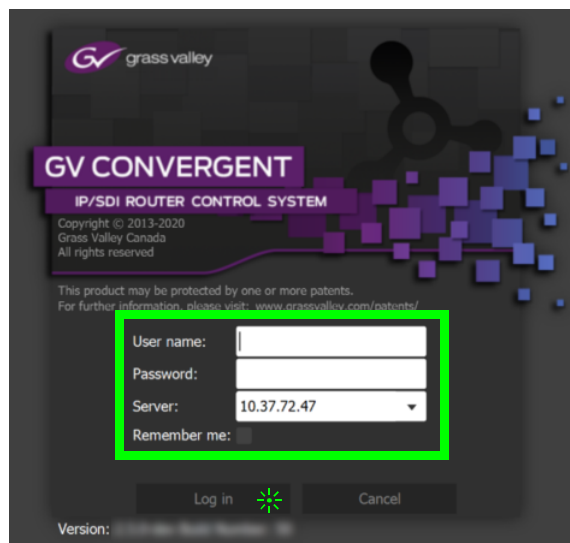 GV grassvalley
GV CONVERGENT
IP/SDI ROUTER CONTROL SYSTEM
Copyright © 2013-2020
Grass Valley Canada
All rights reserved
This product may be protected by one or more patents.
For further information, please visit: www.grassvalley.com/patents/
User name:
Password:
Server: 10.37.72.47
Remember me:
Log in Cancel
Version: